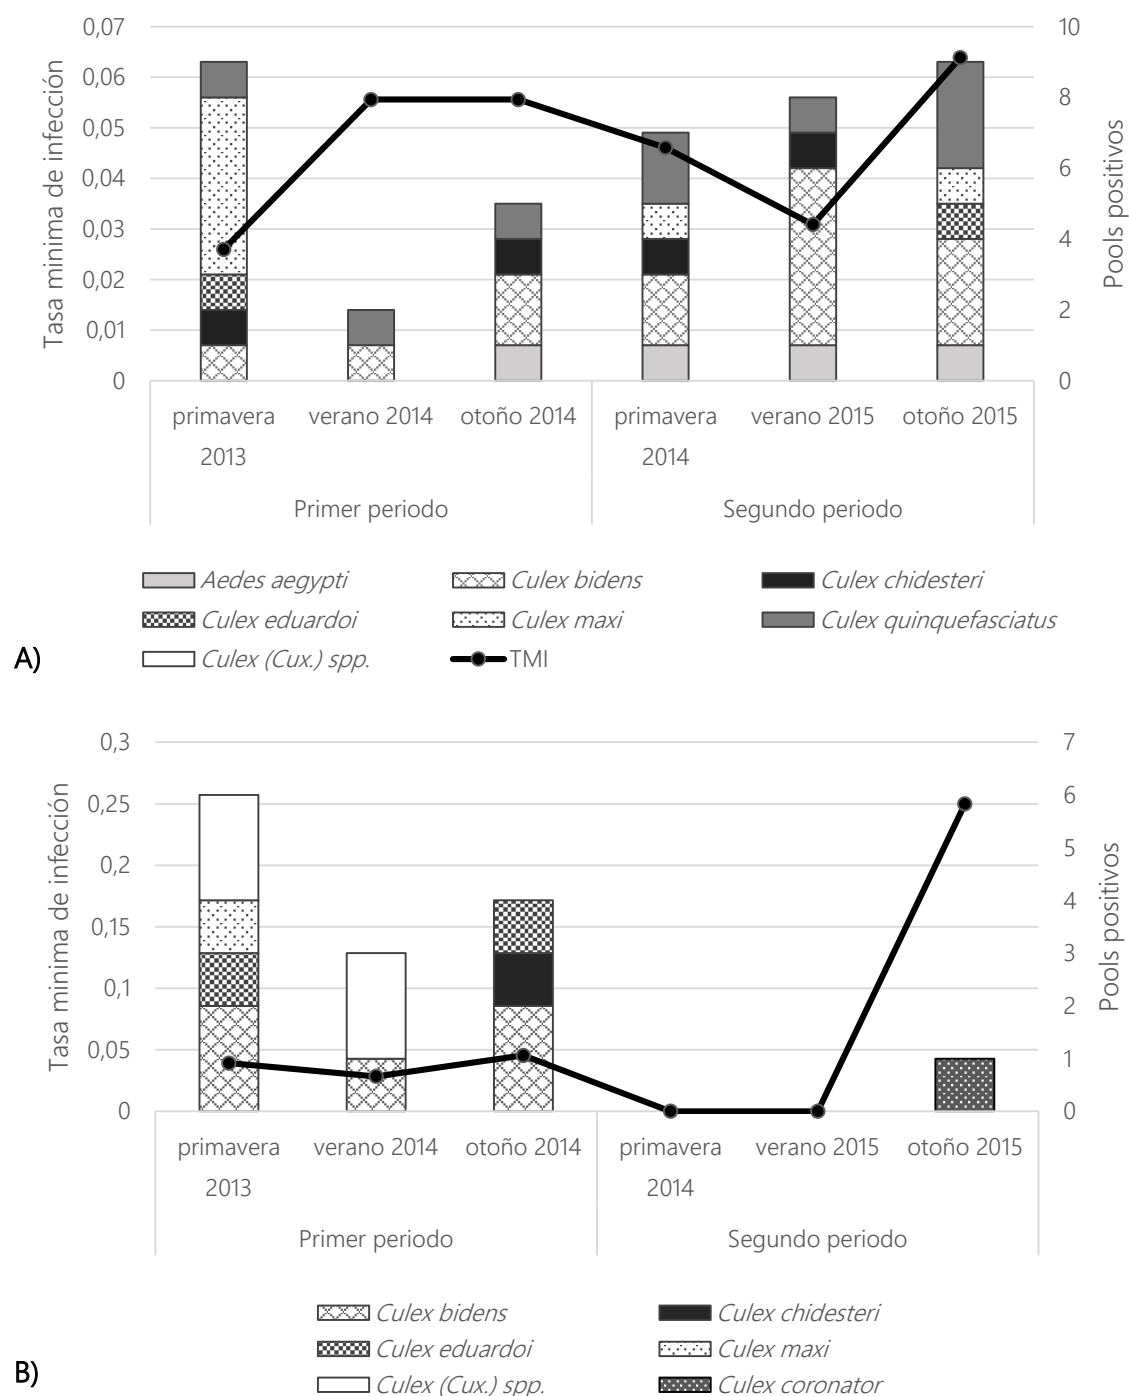 0,07
0,06
0,05
0,04
0,03
0,02
0,01
0
Tasa minima de infección
10
8
6
4
2
0
Pools positivos
primavera 2013
verano 2014
otoño 2014
primavera 2014
verano 2015
otoño 2015
Primer periodo
Segundo periodo
Aedes aegypti
Culex bidens
Culex chidesteri
Culex eduardoi
Culex maxi
Culex quinquefasciatus
Culex (Cux.) spp.
TMI
A)
0,3
0,25
0,2
0,15
0,1
0,05
0
Tasa minima de infección
7
6
5
4
3
2
1
0
Pools positivos
primavera 2013
verano 2014
otoño 2014
primavera 2014
verano 2015
otoño 2015
Primer periodo
Segundo periodo
Culex bidens
Culex chidesteri
Culex eduardoi
Culex maxi
Culex (Cux.) spp.
Culex coronator
B)